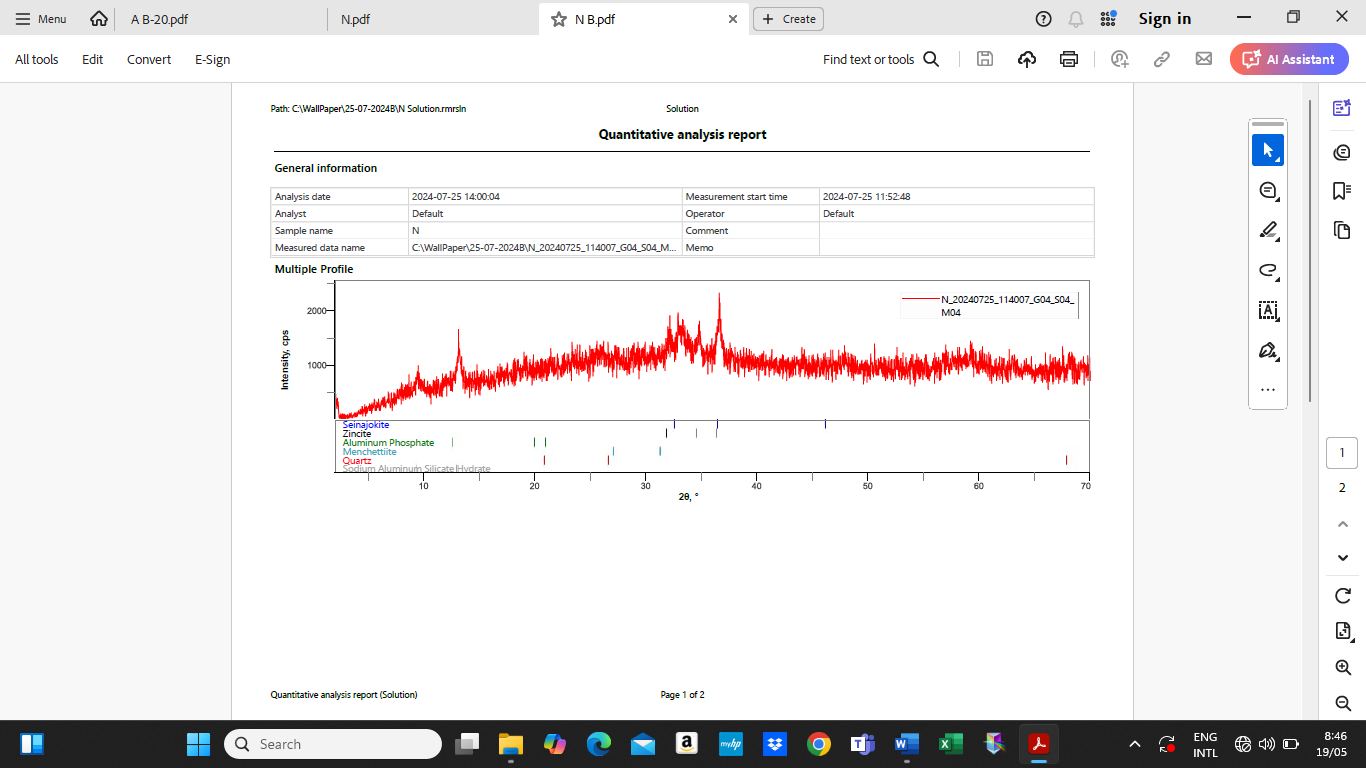 Menu
A B-20.pdf
N.pdf
N B.pdf
Create
Sign in
All tools
Edit
Convert
E-Sign
Find text or tools
AI Assistant
Path: C:\WallPaper\25-07-2024B\N Solution.rmrsln
Solution
Quantitative analysis report
General information
Analysis date 2024-07-25 14:00:04 Measurement start time 2024-07-25 11:52:48
Analyst Default Operator Default
Sample name N Comment
Measured data name C:\WallPaper\25-07-2024B\N_20240725_114007_G04_S04_M... Memo
Multiple Profile
N_20240725_114007_G04_S04_
M04
2000
1000
Intensity, cps
Seinajokite
Zincite
Aluminum Phosphate
Menchettiite
Quartz
Sodium Aluminum Silicate Hydrate
10 20 30 40 50 60 70
2θ, °
Quantitative analysis report (Solution)
Page 1 of 2
A
1
2
Search
a
myhp
ENG
INTL
8:46
19/05